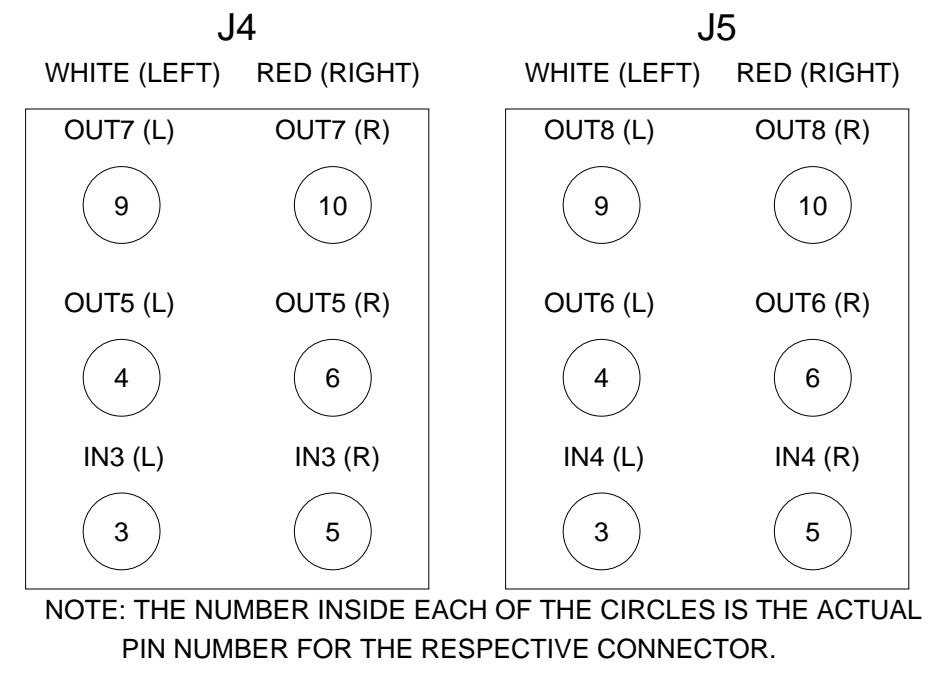 J4
J5
WHITE (LEFT) RED (RIGHT)
WHITE (LEFT) RED (RIGHT)
OUT7 (L) OUT7 (R)
OUT8 (L) OUT8 (R)
9 10
9 10
OUT5 (L) OUT5 (R)
OUT6 (L) OUT6 (R)
4 6
4 6
IN3 (L) IN3 (R)
IN4 (L) IN4 (R)
3 5
3 5
NOTE: THE NUMBER INSIDE EACH OF THE CIRCLES IS THE ACTUAL
PIN NUMBER FOR THE RESPECTIVE CONNECTOR.